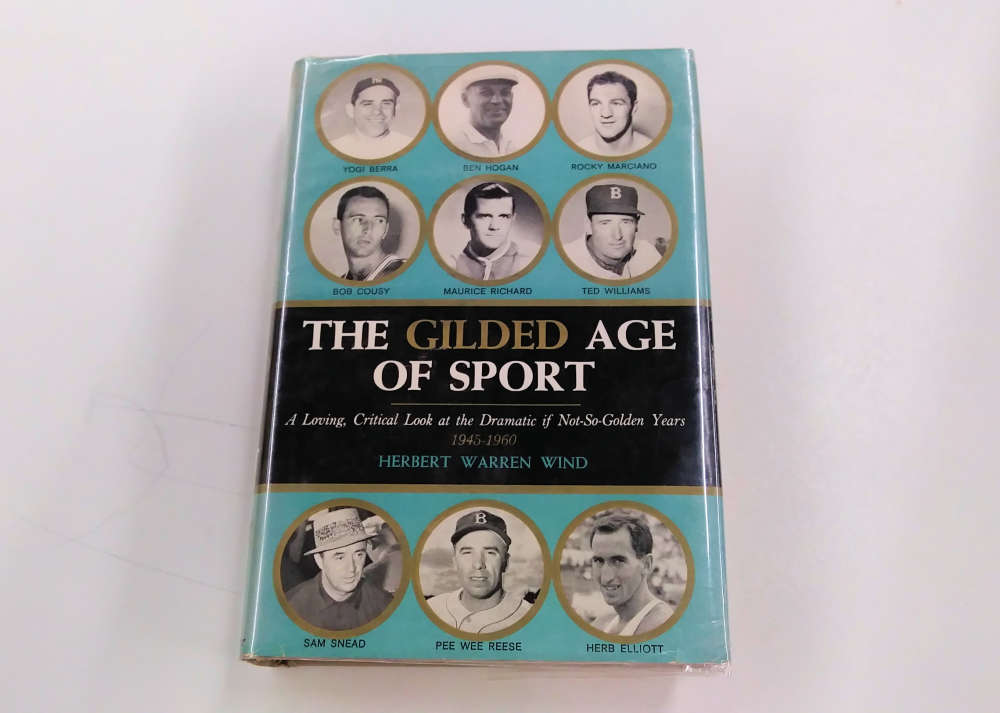 YOGI BERRA BEN HOGAN ROCKY MARCIANO
B
BOB COUSY MAURICE RICHARD TED WILLIAMS
THE GILDED AGE
OF SPORT
A Loving, Critical Look at the Dramatic if Not-So-Golden Years
1945-1960
HERBERT WARREN WIND
B
SAM SNEAD PEE WEE REESE HERB ELLIOTT